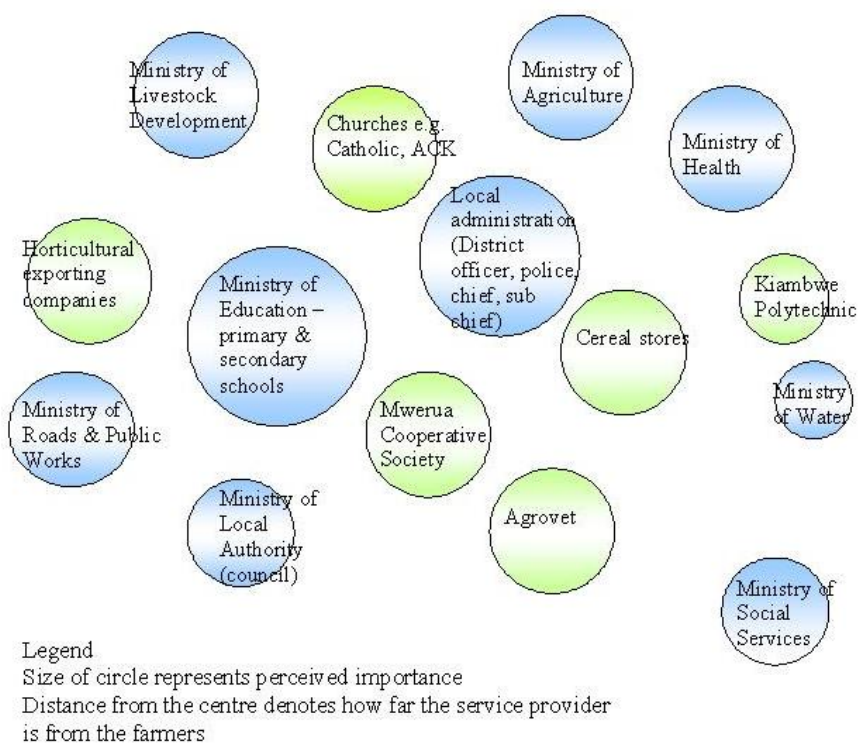 Ministry of
Livestock
Development
Churches e.g.
Catholic, ACK
Ministry of
Agriculture
Ministry of
Health
Local
administration
(District
officer, police,
chief, sub
chief)
Horticultural
exporting
companies
Ministry of
Education –
primary &
secondary
schools
Kiambwe
Polytechnic
Cereal stores
Ministry
of Water
Ministry of
Roads & Public
Works
Mwerua
Cooperative
Society
Ministry of
Local
Authority
(council)
Agrovet
Ministry of
Social
Services
Legend
Size of circle represents perceived importance
Distance from the centre denotes how far the service provider
is from the farmers